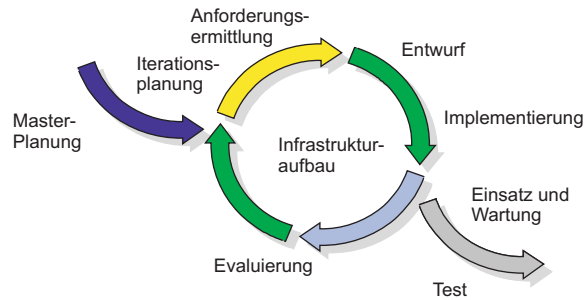 Anforderungs-
ermittlung
Iterations-
planung
Entwurf
Master-
Planung
Implementierung
Infrastruktur-
aufbau
Einsatz und
Wartung
Evaluierung
Test